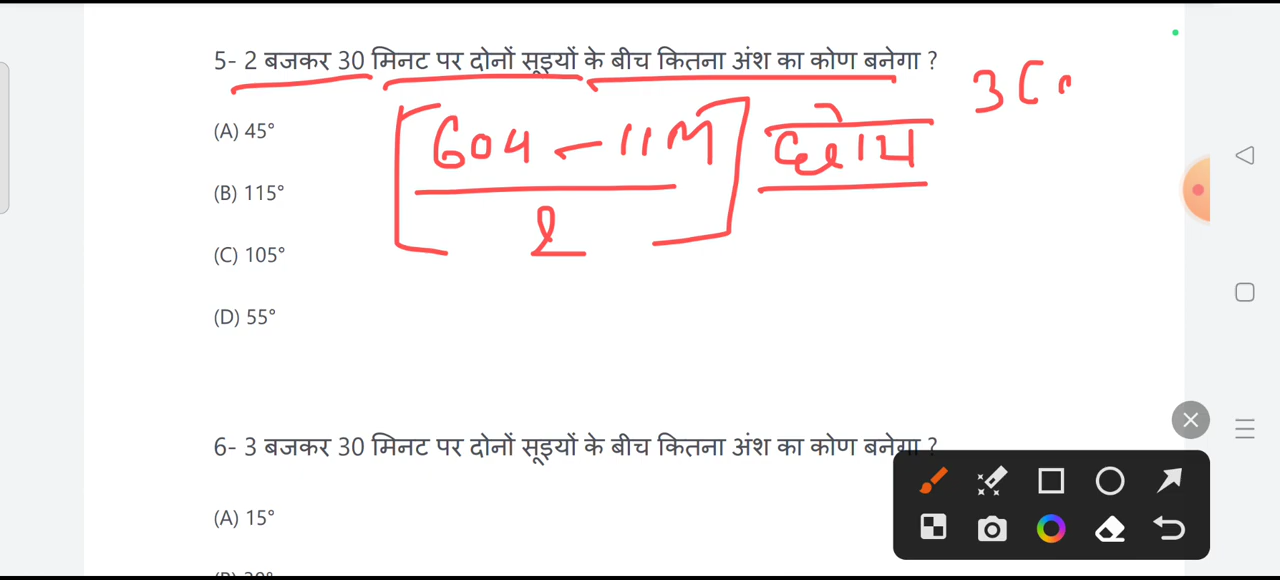 5- 2 बजकर 30 मिनट पर दोनों सूइयों के बीच कितना अंश का कोण बनेगा ?
(A) 45°
60H - 11M
2
(B) 115°
(C) 105°
(D) 55°
6- 3 बजकर 30 मिनट पर दोनों सूइयों के बीच कितना अंश का कोण बनेगा ?
(A) 15°